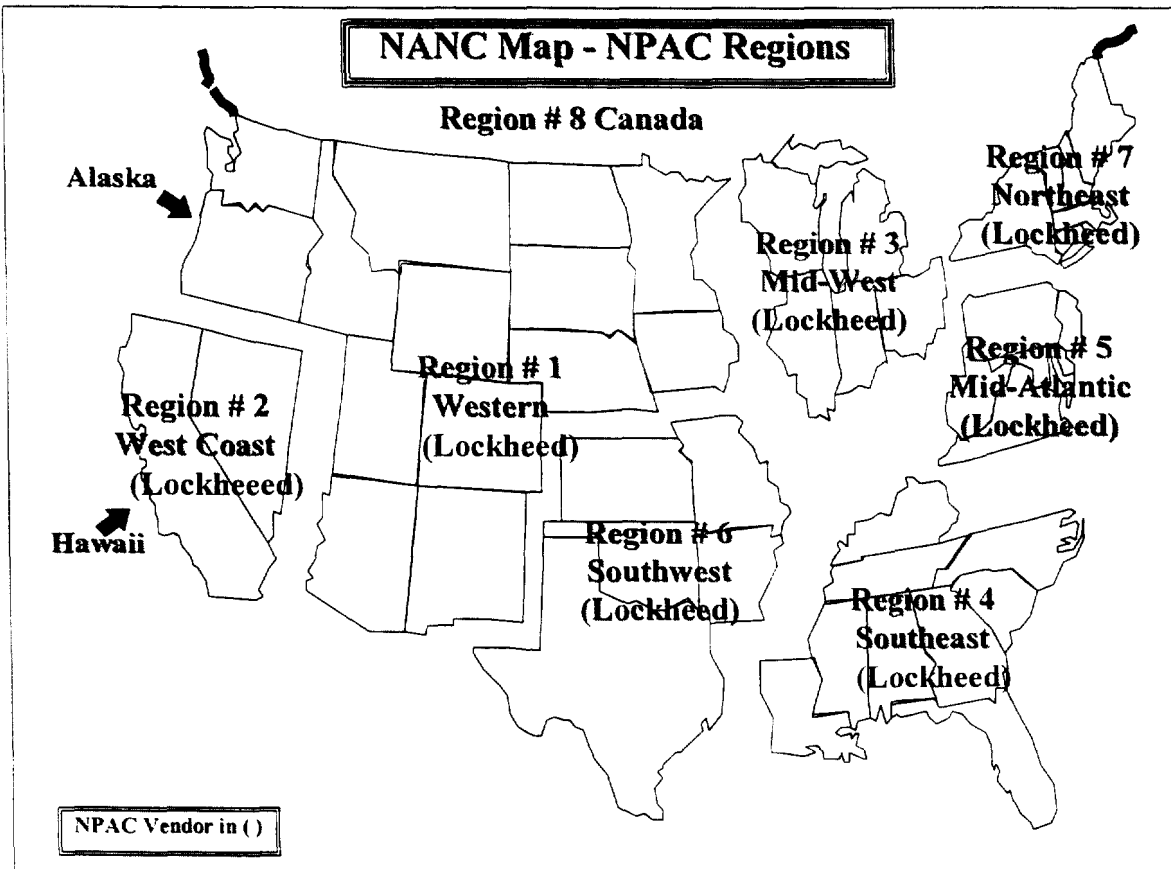 NANC Map - NPAC Regions
Region # 8 Canada
Alaska
Region # 7
Northeast
(Lockheed)
Region # 3
Mid-West
(Lockheed)
Region # 5
Mid-Atlantic
(Lockheed)
Region # 1
Western
(Lockheed)
Region # 2
West Coast
(Lockheeed)
Hawaii
Region # 6
Southwest
(Lockheed)
Region # 4
Southeast
(Lockheed)
NPAC Vendor in ( )